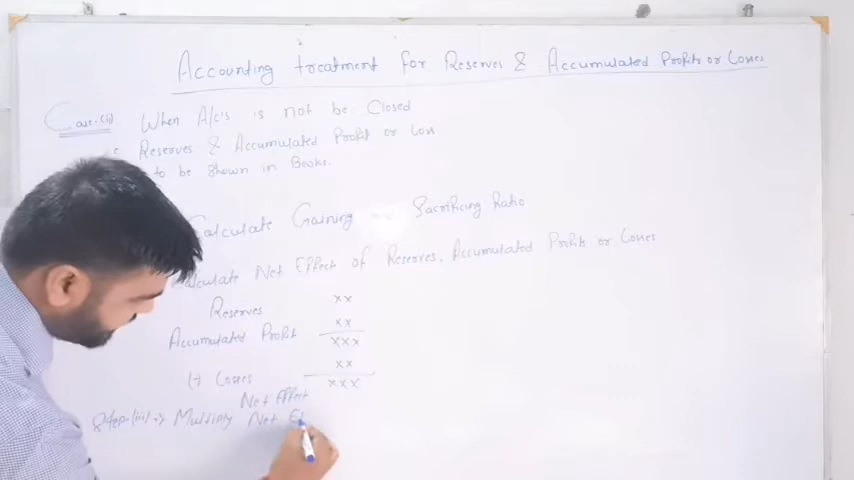 Accounting treatment for Reserves & Accumulated Profits or Losses
Case:(ii) When A/c's is not be Closed
Reserves & Accumulated Profit or Loss
to be Shown in Books.
Calculate Gaining Sacrificing Ratio
Calculate Net Effect of Reserves, Accumulated Profits or Losses
Reserves xx
Accumulated Profit xx
xxx
(-) Losses xx
Net Effect xxx
Step-(iii) → Multiply Net